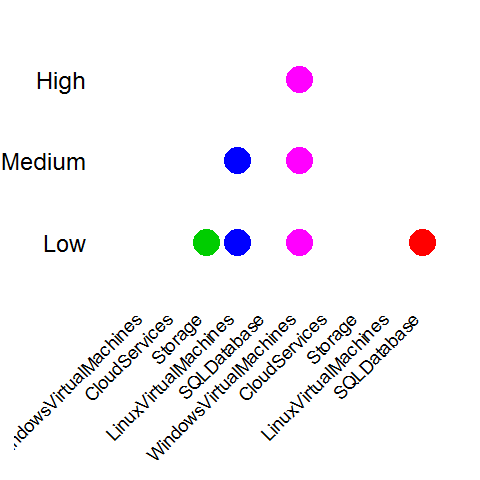 High
Medium
Low
ndowsVirtualMachines
CloudServices
Storage
LinuxVirtualMachines
SQLDatabase
WindowsVirtualMachines
CloudServices
Storage
LinuxVirtualMachines
SQLDatabase